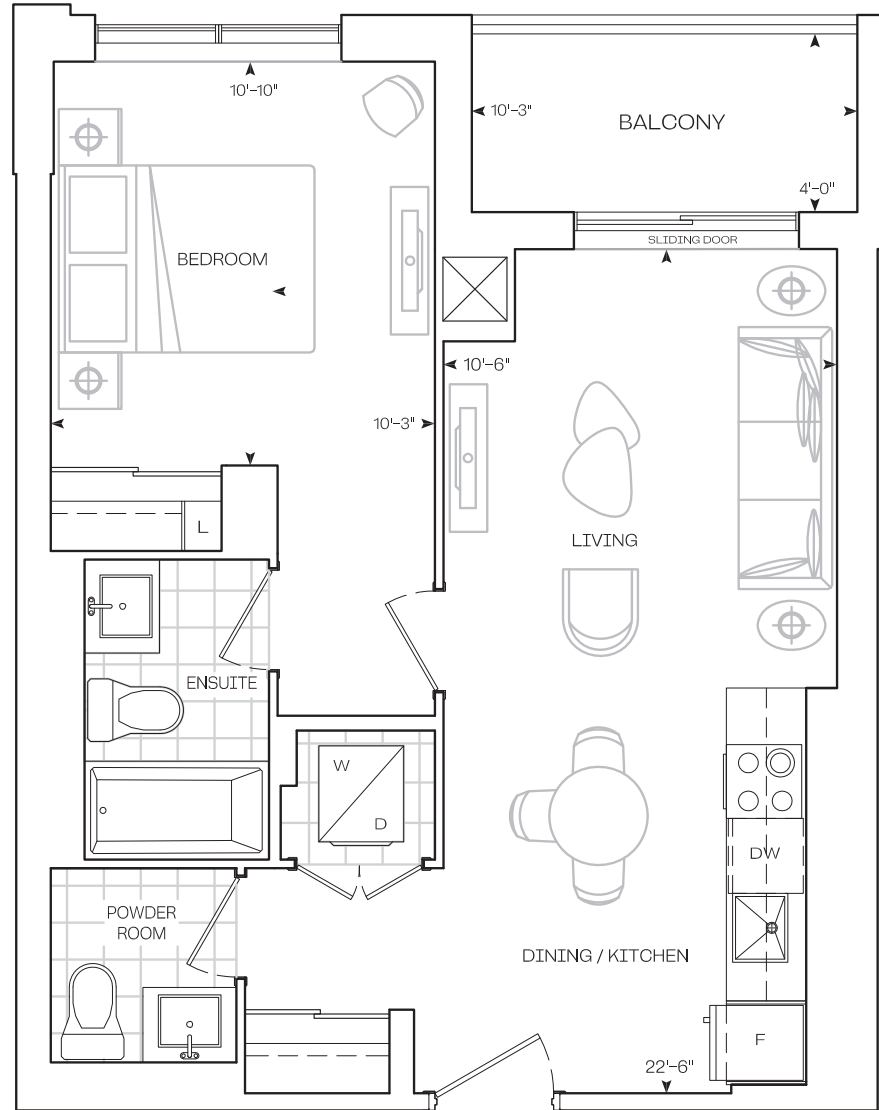 10'-10"
10'-3"
BALCONY
4'-0"
SLIDING DOOR
BEDROOM
10'-6"
10'-3"
L
LIVING
ENSUITE
W
D
DW
POWDER
ROOM
DINING / KITCHEN
F
22'-6"